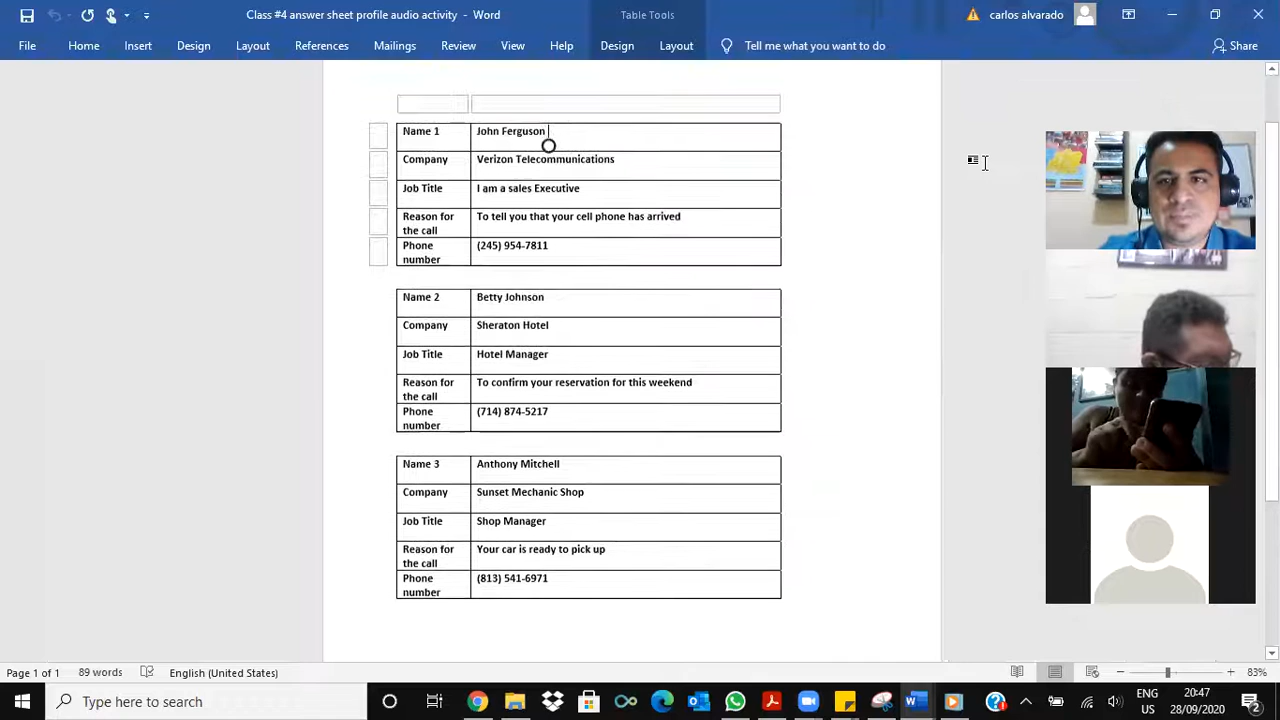 Class #4 answer sheet profile audio activity - Word
Table Tools
carlos alvarado
File Home Insert Design Layout References Mailings Review View Help Design Layout Tell me what you want to do Share
Name 1 John Ferguson
Company Verizon Telecommunications
Job Title I am a sales Executive
Reason for the call To tell you that your cell phone has arrived
Phone number (245) 954-7811
Name 2 Betty Johnson
Company Sheraton Hotel
Job Title Hotel Manager
Reason for the call To confirm your reservation for this weekend
Phone number (714) 874-5217
Name 3 Anthony Mitchell
Company Sunset Mechanic Shop
Job Title Shop Manager
Reason for the call Your car is ready to pick up
Phone number (813) 541-6971
Page 1 of 1 89 words English (United States) 83%
Type here to search
ENG 20:47
US 28/09/2020